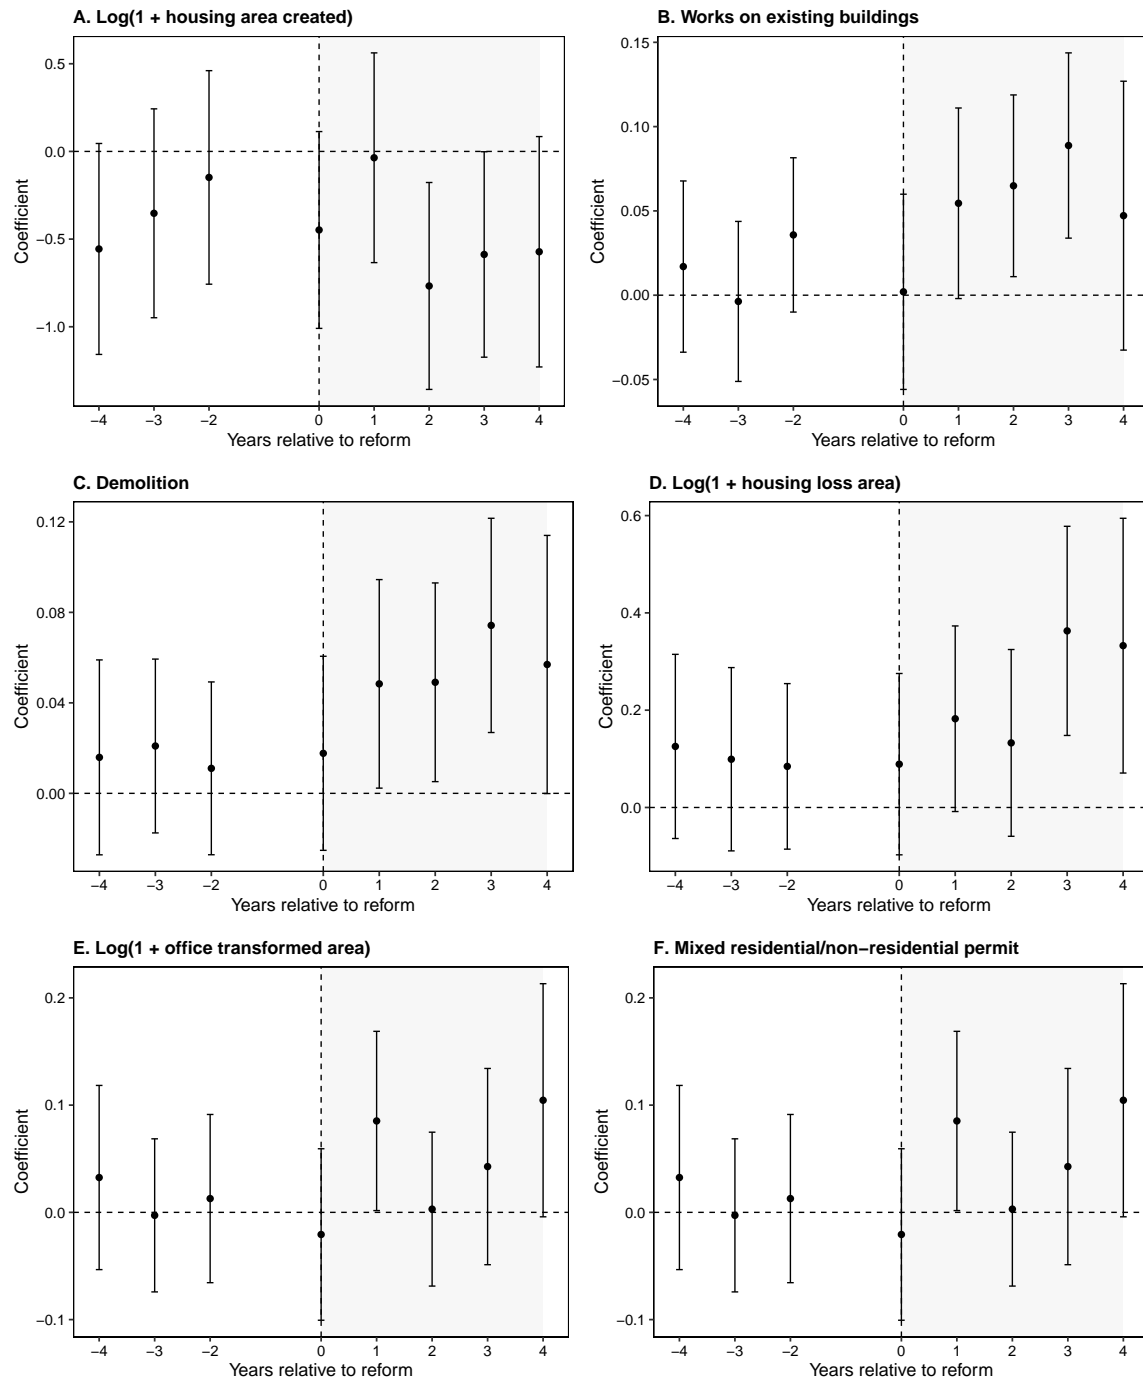 A. Log(1 + housing area created)
0.5
0.0
−0.5
−1.0
Coefficient
−4 −3 −2 0 1 2 3 4
Years relative to reform
B. Works on existing buildings
0.15
0.10
0.05
0.00
−0.05
Coefficient
−4 −3 −2 0 1 2 3 4
Years relative to reform
C. Demolition
0.12
0.08
0.04
0.00
Coefficient
−4 −3 −2 0 1 2 3 4
Years relative to reform
D. Log(1 + housing loss area)
0.6
0.4
0.2
0.0
Coefficient
−4 −3 −2 0 1 2 3 4
Years relative to reform
E. Log(1 + office transformed area)
0.2
0.1
0.0
−0.1
Coefficient
−4 −3 −2 0 1 2 3 4
Years relative to reform
F. Mixed residential/non−residential permit
0.2
0.1
0.0
−0.1
Coefficient
−4 −3 −2 0 1 2 3 4
Years relative to reform